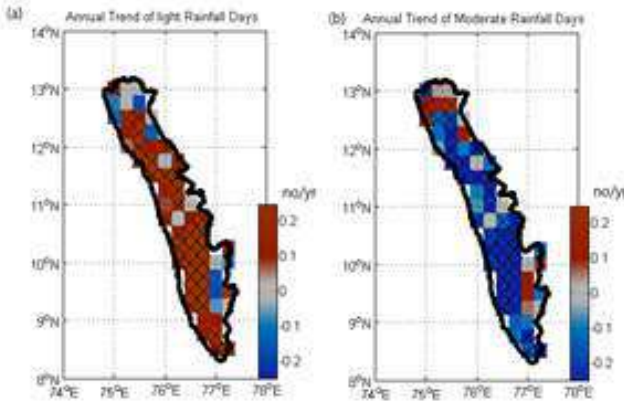 (a) Annual Trend of light Rainfall Days
14°N
13°N
12°N
11°N
10°N
9°N
8°N
74°E 75°E 76°E 77°E 78°E
no/yr
0.2
0.1
0
-0.1
-0.2
(b) Annual Trend of Moderate Rainfall Days
14°N
13°N
12°N
11°N
10°N
9°N
8°N
74°E 75°E 76°E 77°E 78°E
no/yr
0.2
0.1
0
-0.1
-0.2